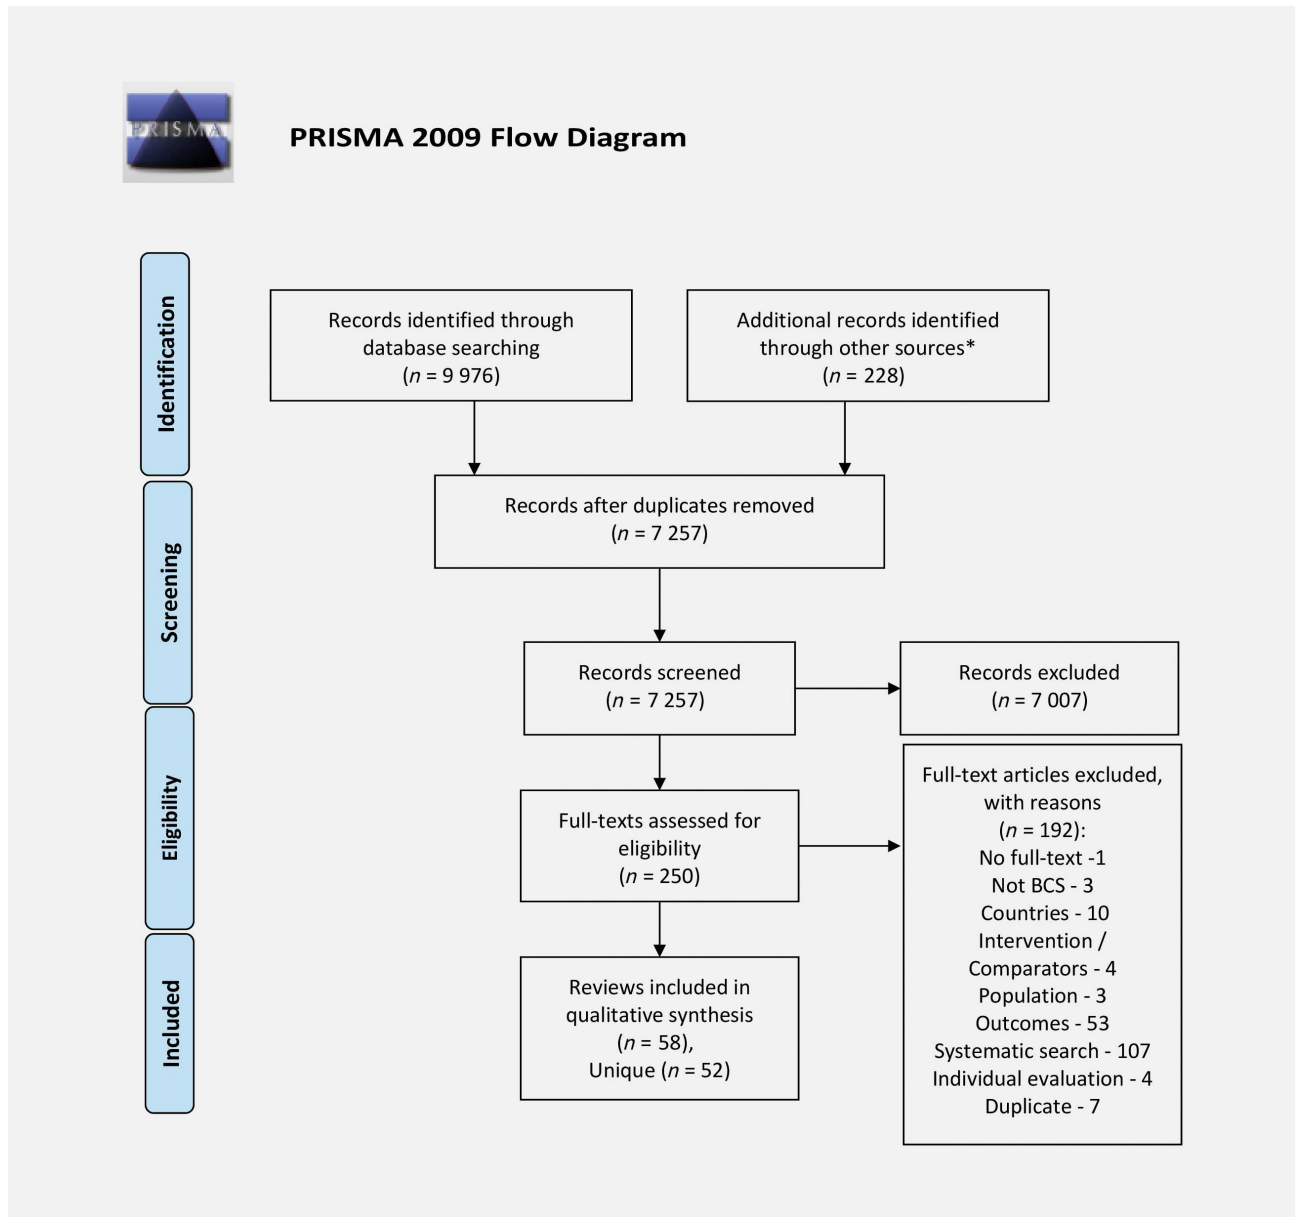 PRISMA
PRISMA 2009 Flow Diagram
Identification
Records identified through
database searching
(n = 9 976)
Additional records identified
through other sources*
(n = 228)
Screening
Records after duplicates removed
(n = 7 257)
Records screened
(n = 7 257)
Records excluded
(n = 7 007)
Eligibility
Full-texts assessed for
eligibility
(n = 250)
Full-text articles excluded,
with reasons
(n = 192):
No full-text -1
Not BCS - 3
Countries - 10
Intervention /
Comparators - 4
Population - 3
Outcomes - 53
Systematic search - 107
Individual evaluation - 4
Duplicate - 7
Included
Reviews included in
qualitative synthesis
(n = 58),
Unique (n = 52)